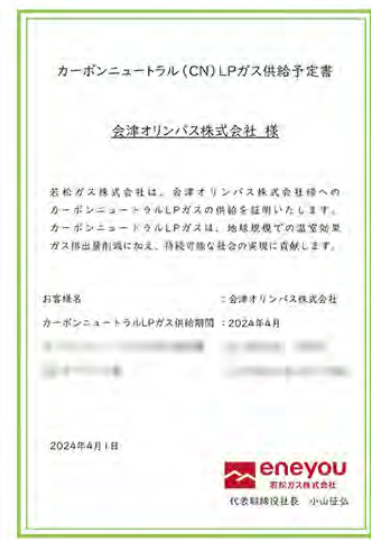 カーボンニュートラル(CN)LPガス供給予定書
会津オリンパス株式会社 様
若松ガス株式会社は、会津オリンパス株式会社様への
カーボンニュートラルLPガスの供給を証明いたします。
カーボンニュートラルLPガスは、地球規模での温室効果
ガス排出量削減に加え、持続可能な社会の実現に貢献します。
お客様名 :会津オリンパス株式会社
カーボンニュートラルLPガス供給期間 :2024年4月
2024年4月1日
eneyou
若松ガス株式会社
代表取締役社長 小山征弘